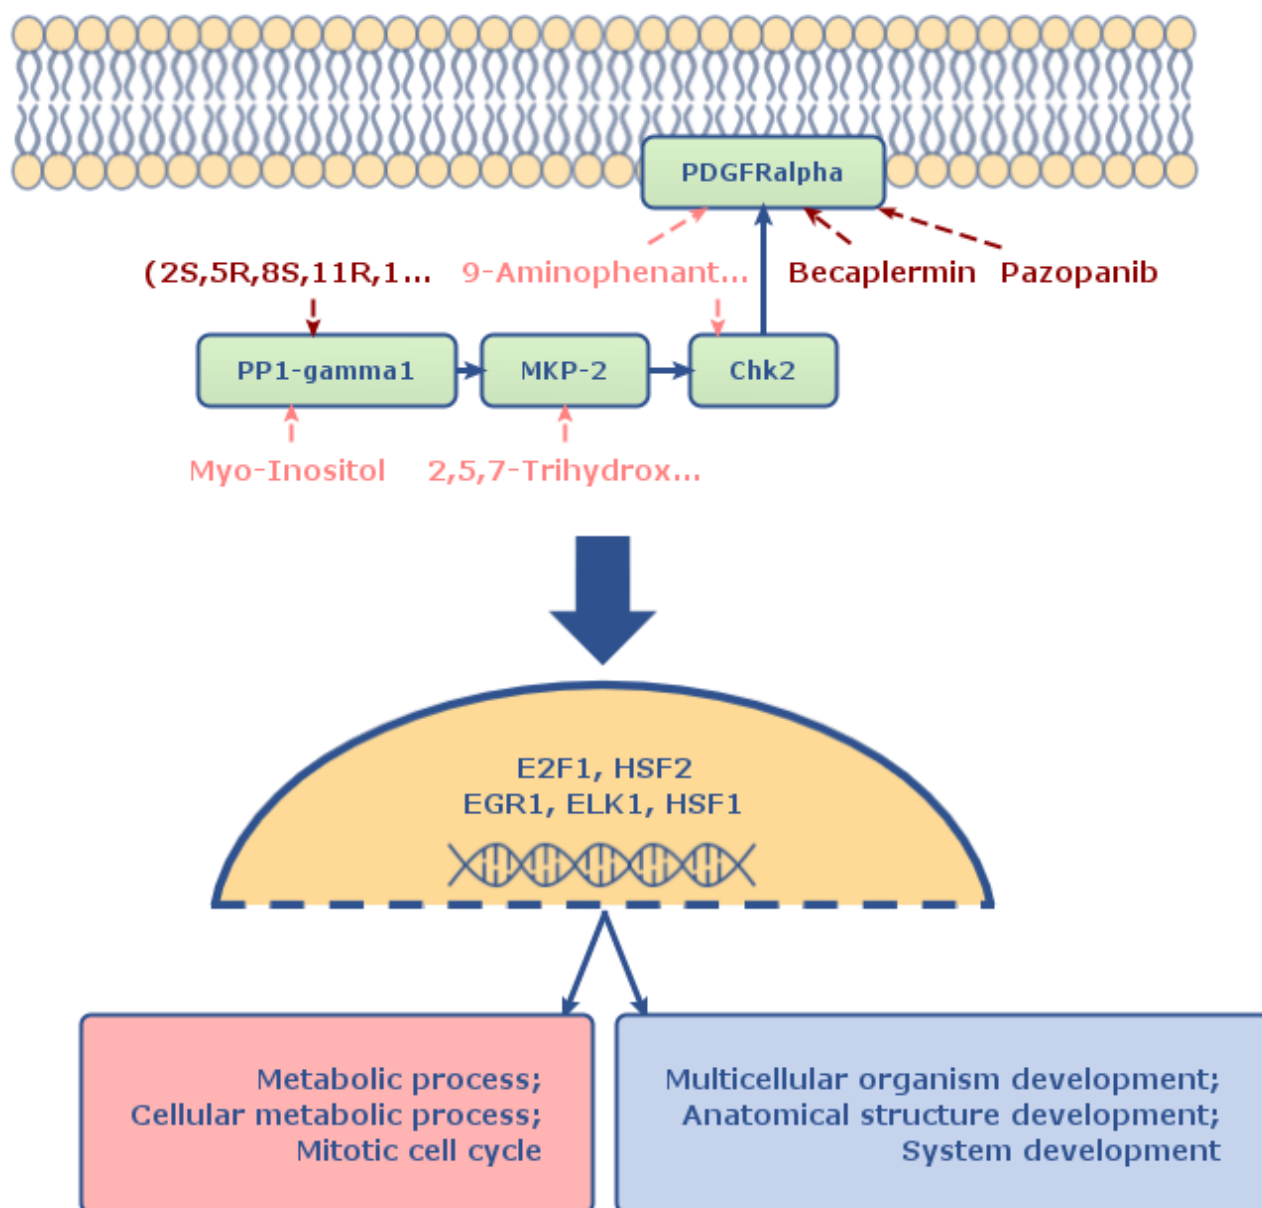 PDGFRalpha
(2S,5R,8S,11R,1...
9-Aminophenant...
Becaplermin
Pazopanib
PP1-gamma1
MKP-2
Chk2
Myo-Inositol
2,5,7-Trihydrox...
E2F1, HSF2
EGR1, ELK1, HSF1
Metabolic process;
Cellular metabolic process;
Mitotic cell cycle
Multicellular organism development;
Anatomical structure development;
System development